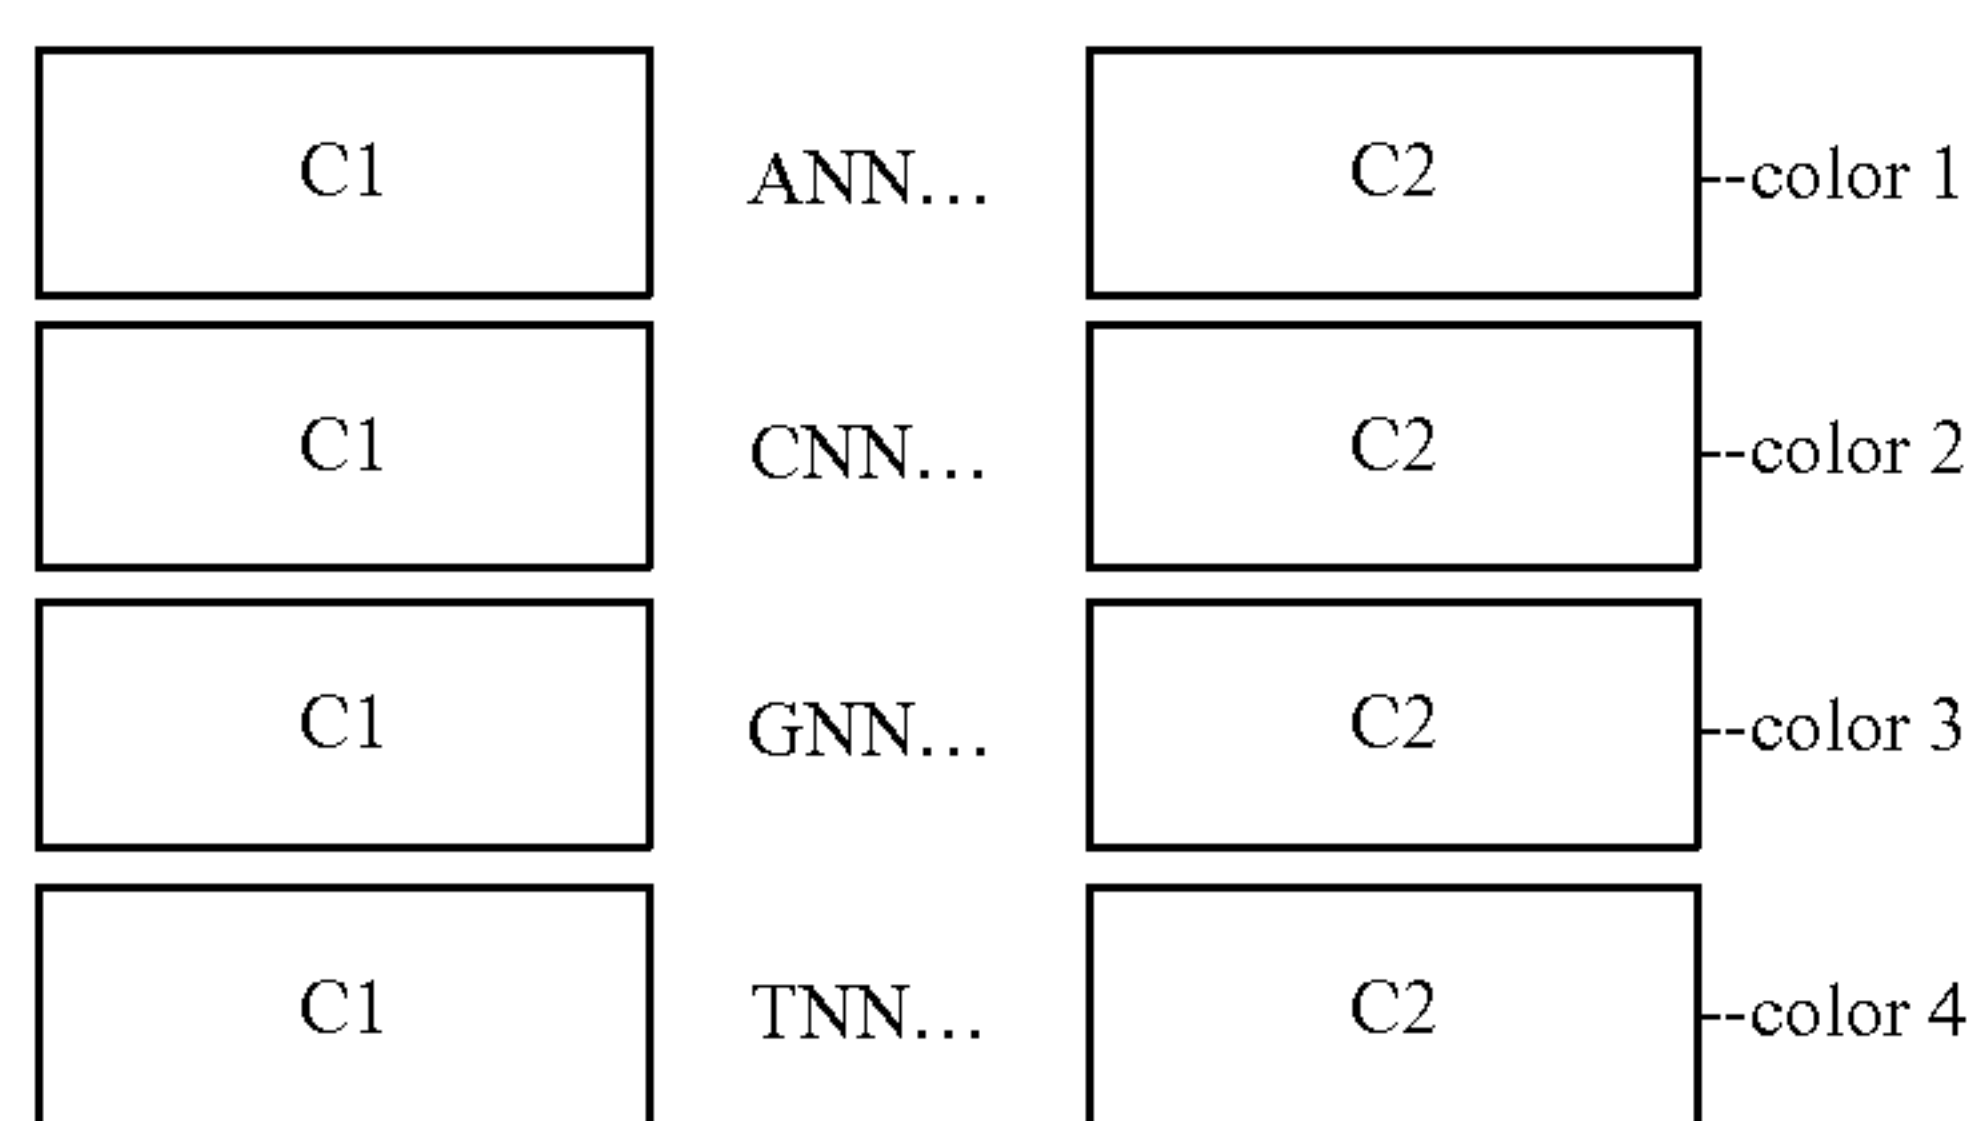 C1 ANN... C2 --color 1
C1 CNN... C2 --color 2
C1 GNN... C2 --color 3
C1 TNN... C2 --color 4